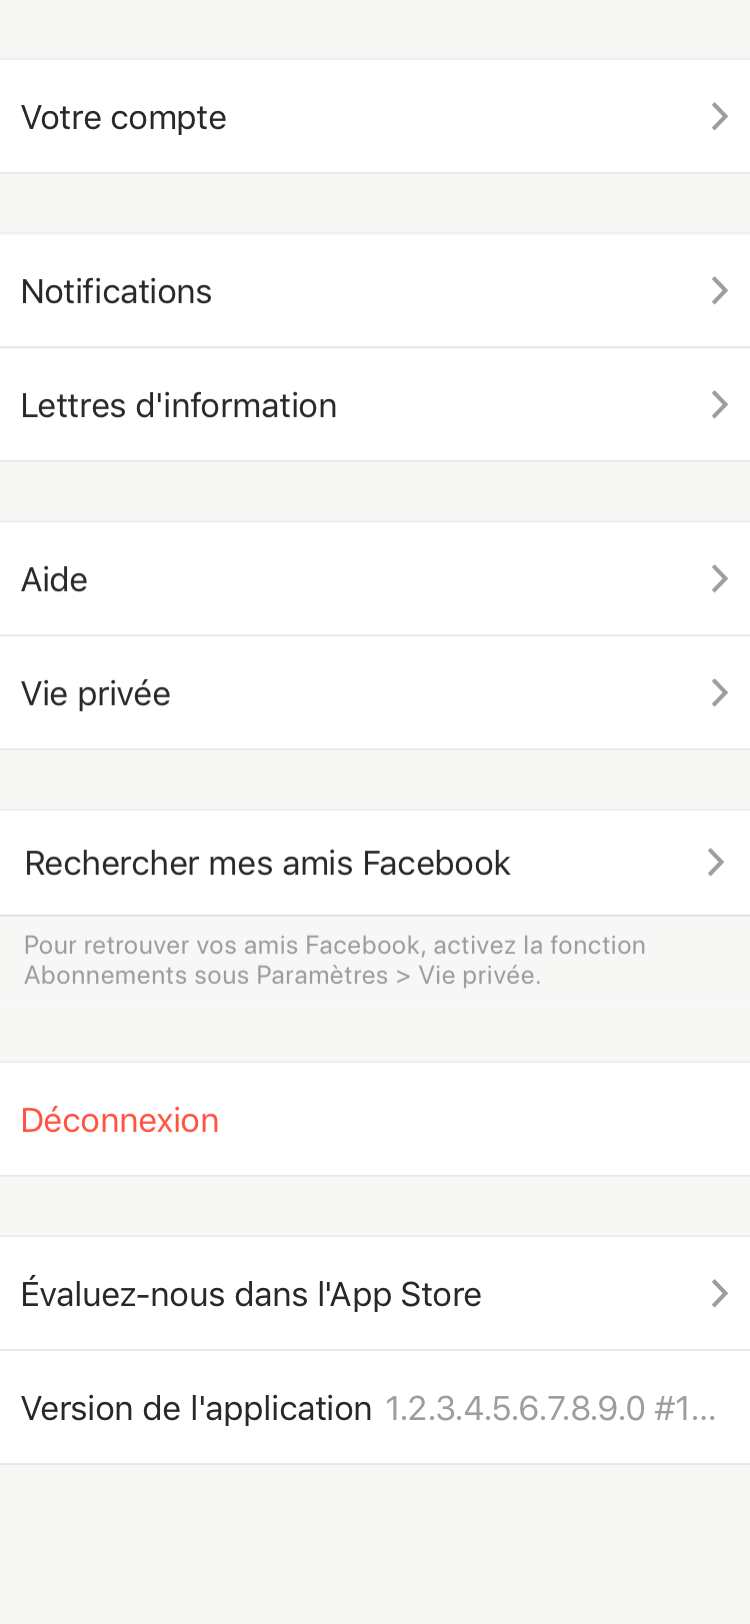 Votre compte
Notifications
Lettres d'information
Aide
Vie privée
Rechercher mes amis Facebook
Pour retrouver vos amis Facebook, activez la fonction
Abonnements sous Paramètres > Vie privée.
Déconnexion
Évaluez-nous dans l'App Store
Version de l'application 1.2.3.4.5.6.7.8.9.0 #1...